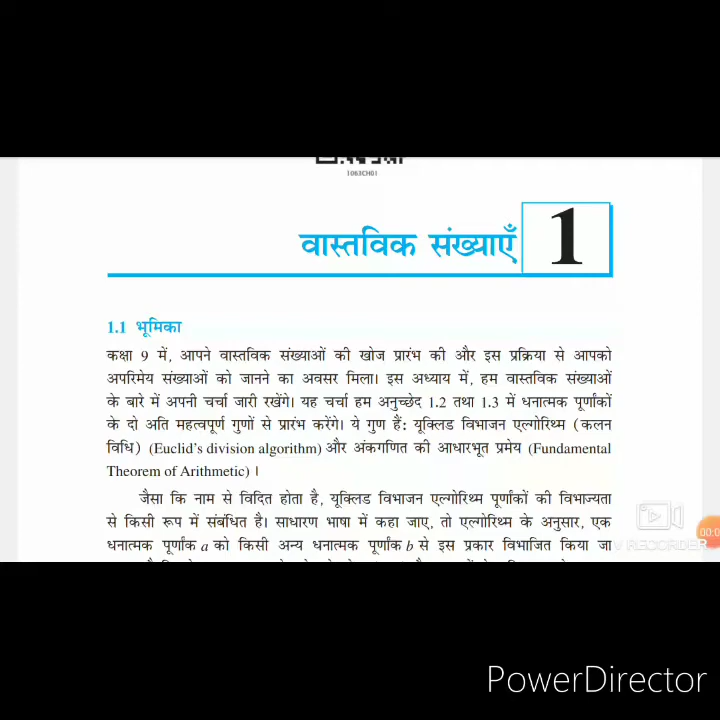 1063CH01
वास्तविक संख्याएँ 1
1.1 भूमिका
कक्षा 9 में, आपने वास्तविक संख्याओं की खोज प्रारंभ की और इस प्रक्रिया से आपको
अपरिमेय संख्याओं को जानने का अवसर मिला। इस अध्याय में, हम वास्तविक संख्याओं
के बारे में अपनी चर्चा जारी रखेंगे। यह चर्चा हम अनुच्छेद 1.2 तथा 1.3 में धनात्मक पूर्णांकों
के दो अति महत्वपूर्ण गुणों से प्रारंभ करेंगे। ये गुण हैं: यूक्लिड विभाजन एल्गोरिथ्म (कलन
विधि) (Euclid's division algorithm) और अंकगणित की आधारभूत प्रमेय (Fundamental
Theorem of Arithmetic) ।
जैसा कि नाम से विदित होता है, यूक्लिड विभाजन एल्गोरिथ्म पूर्णांकों की विभाज्यता
से किसी रूप में संबंधित है। साधारण भाषा में कहा जाए, तो एल्गोरिथ्म के अनुसार, एक
धनात्मक पूर्णांक a को किसी अन्य धनात्मक पूर्णांक b से इस प्रकार विभाजित किया जा
00:0
V RECORDER
PowerDirector